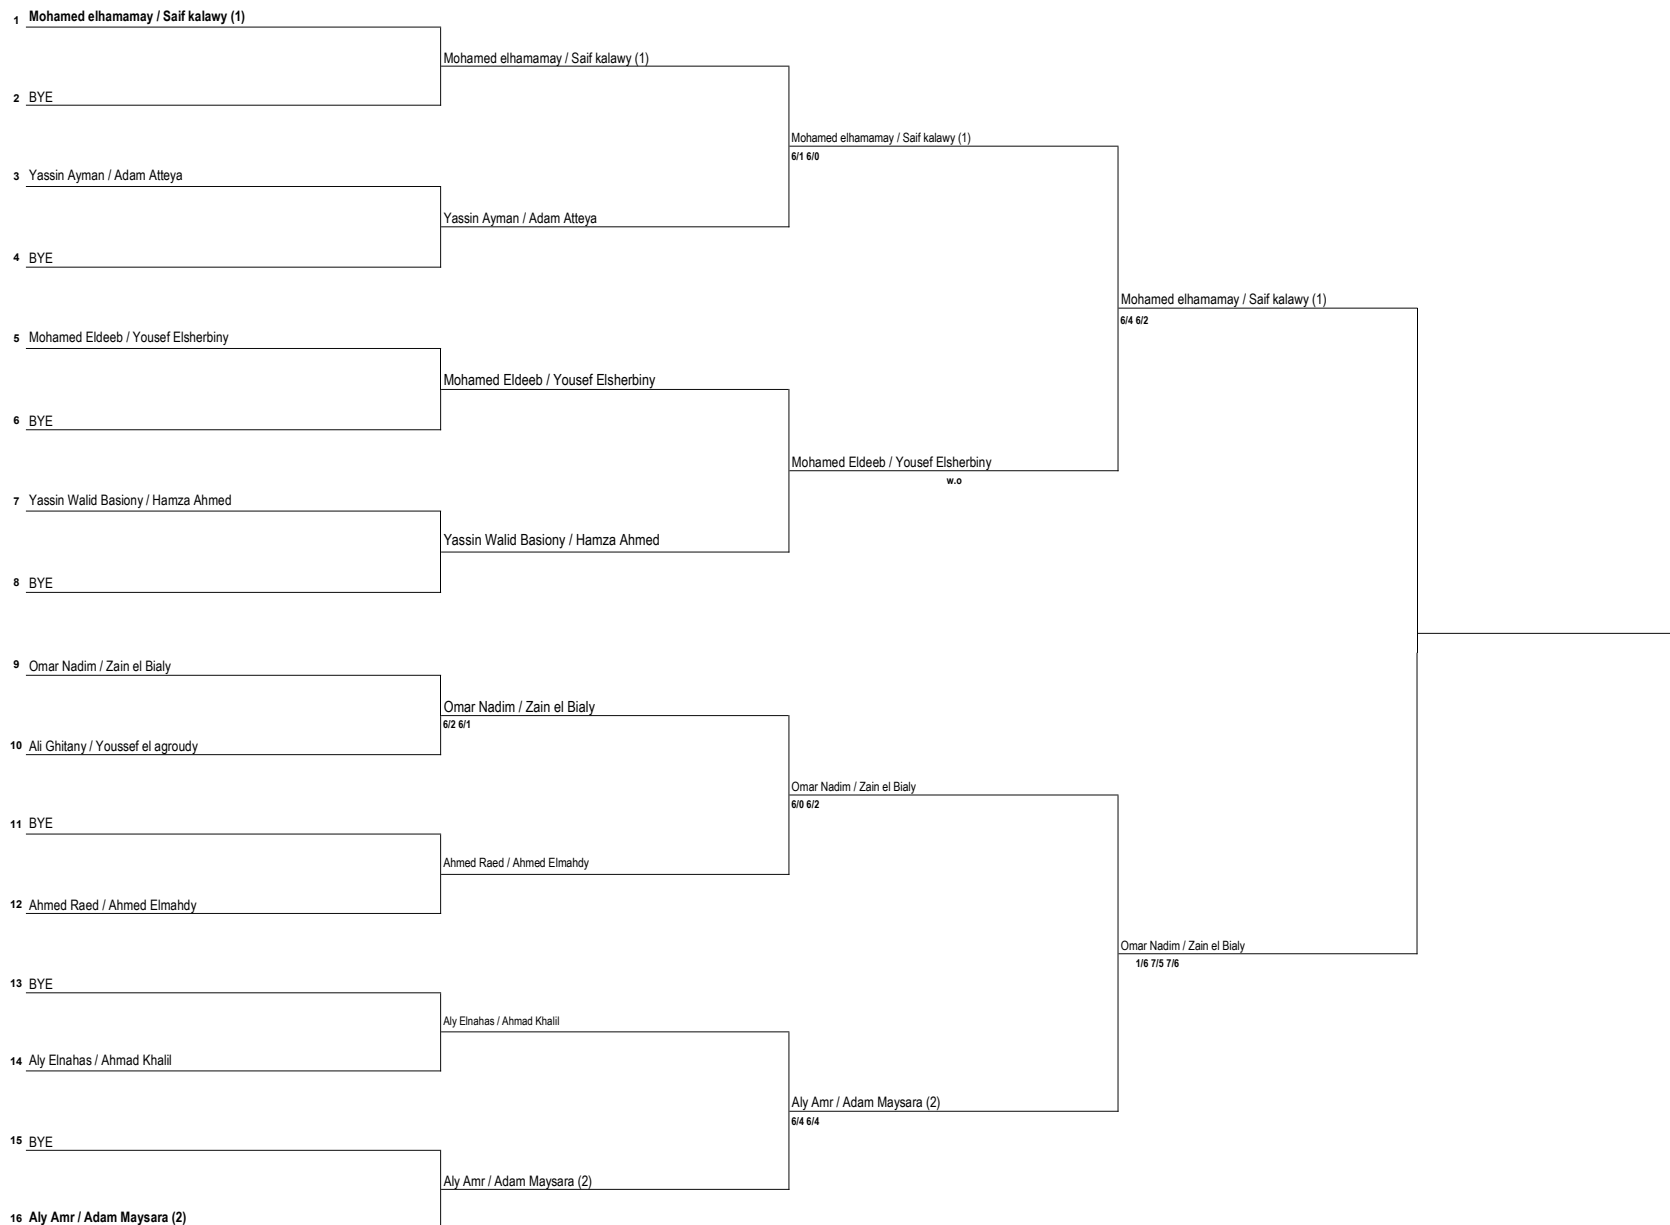 1 Mohamed elhamamay / Saif kalawy (1)
2 BYE
3 Yassin Ayman / Adam Atteya
4 BYE
5 Mohamed Eldeeb / Yousef Elsherbiny
6 BYE
7 Yassin Walid Basiony / Hamza Ahmed
8 BYE
9 Omar Nadim / Zain el Bialy
10 Ali Ghitany / Youssef el agroudy
11 BYE
12 Ahmed Raed / Ahmed Elmahdy
13 BYE
14 Aly Elnahas / Ahmad Khalil
15 BYE
16 Aly Amr / Adam Maysara (2)
Mohamed elhamamay / Saif kalawy (1)
Yassin Ayman / Adam Atteya
Mohamed Eldeeb / Yousef Elsherbiny
Yassin Walid Basiony / Hamza Ahmed
Omar Nadim / Zain el Bialy
6/2 6/1
Ahmed Raed / Ahmed Elmahdy
Aly Elnahas / Ahmad Khalil
Aly Amr / Adam Maysara (2)
Mohamed elhamamay / Saif kalawy (1)
6/1 6/0
Mohamed Eldeeb / Yousef Elsherbiny
w.o
Omar Nadim / Zain el Bialy
6/0 6/2
Aly Amr / Adam Maysara (2)
6/4 6/4
Mohamed elhamamay / Saif kalawy (1)
6/4 6/2
Omar Nadim / Zain el Bialy
1/6 7/5 7/6